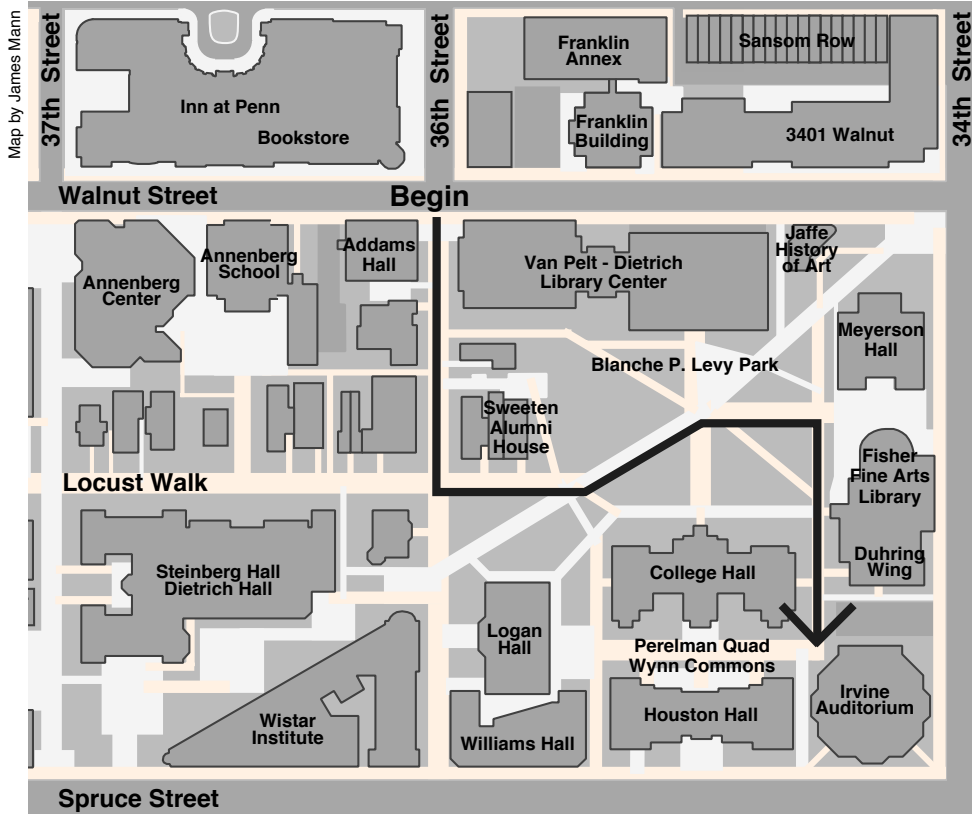 Map by James Mann
37th Street
36th Street
34th Street
Franklin
Annex
Sansom Row
Inn at Penn
Bookstore
Franklin
Building
3401 Walnut
Walnut Street
Begin
Annenberg
Center
Annenberg
School
Addams
Hall
Van Pelt - Dietrich
Library Center
Jaffe
History
of Art
Meyerson
Hall
Blanche P. Levy Park
Sweeten
Alumni
House
Fisher
Fine Arts
Library
Locust Walk
Steinberg Hall
Dietrich Hall
College Hall
Duhring
Wing
Logan
Hall
Perelman Quad
Wynn Commons
Wistar
Institute
Williams Hall
Houston Hall
Irvine
Auditorium
Spruce Street